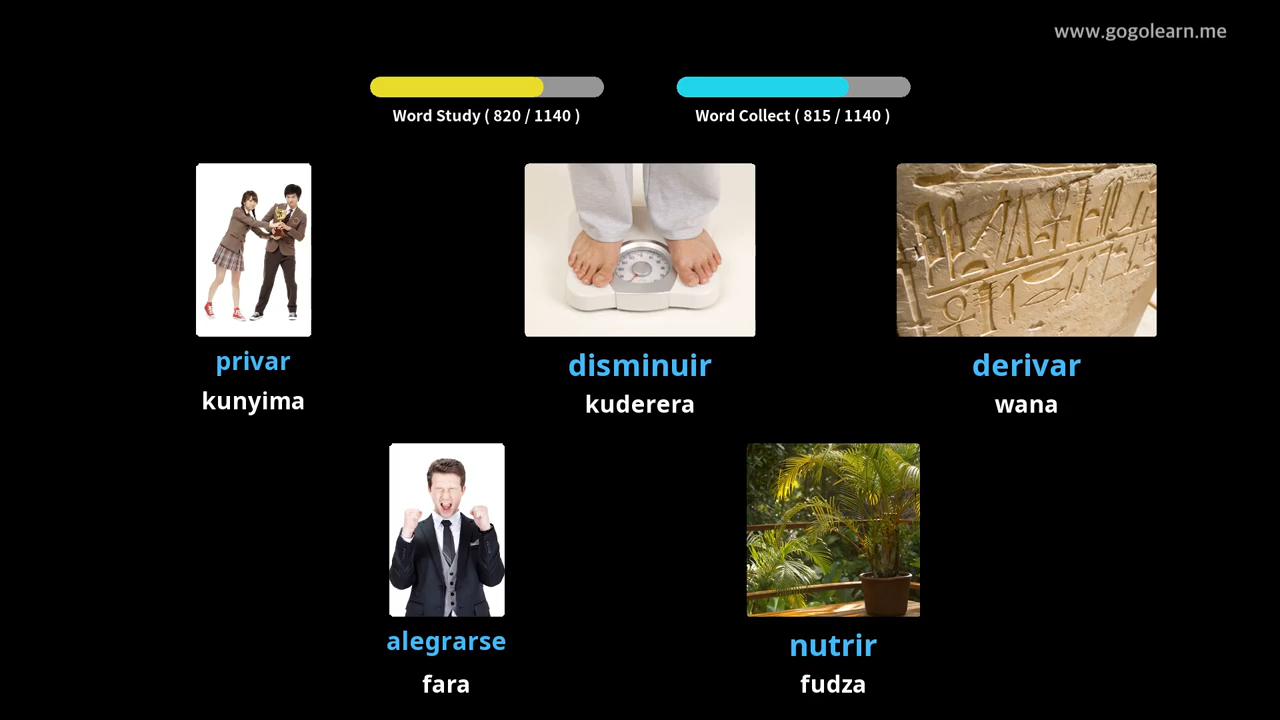 www.gogolearn.me
Word Study ( 820 / 1140 )
Word Collect ( 815 / 1140 )
privar
kunyima
disminuir
kuderera
derivar
wana
alegrarse
fara
nutrir
fudza